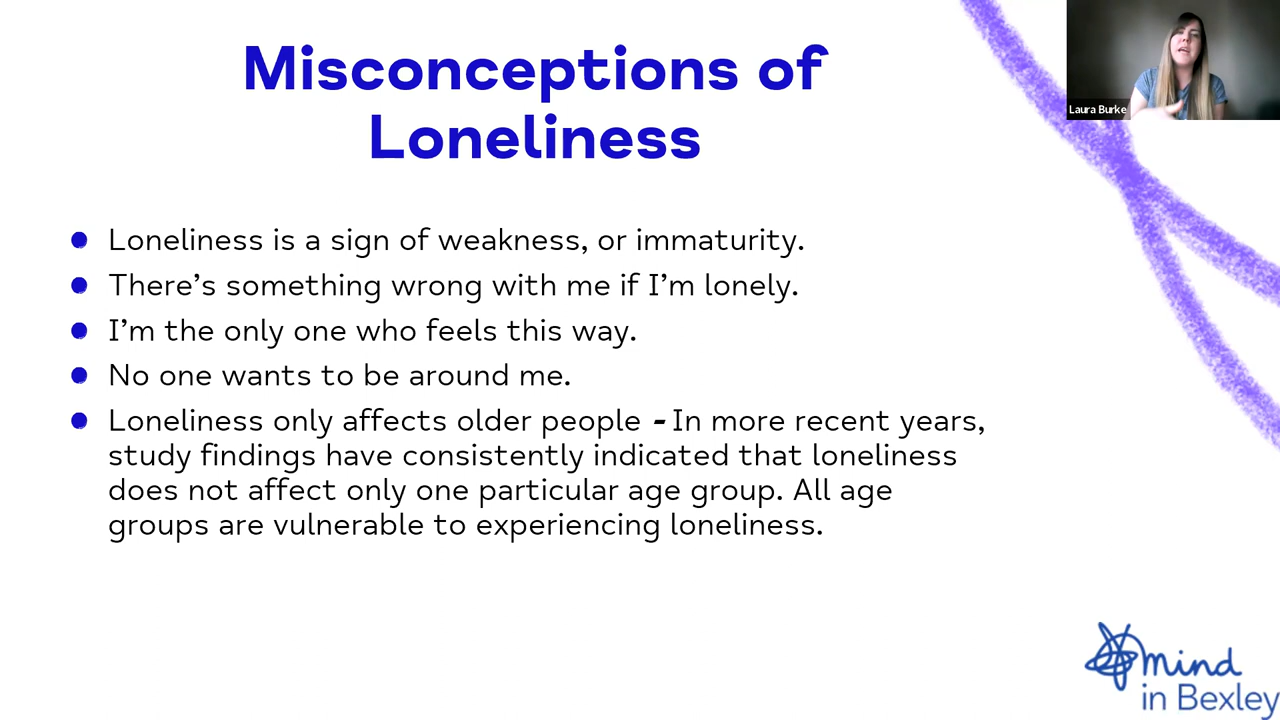 Misconceptions of
Loneliness
Laura Burke
Loneliness is a sign of weakness, or immaturity.
There’s something wrong with me if I’m lonely.
I’m the only one who feels this way.
No one wants to be around me.
Loneliness only affects older people - In more recent years,
study findings have consistently indicated that loneliness
does not affect only one particular age group. All age
groups are vulnerable to experiencing loneliness.
mind
in Bexley